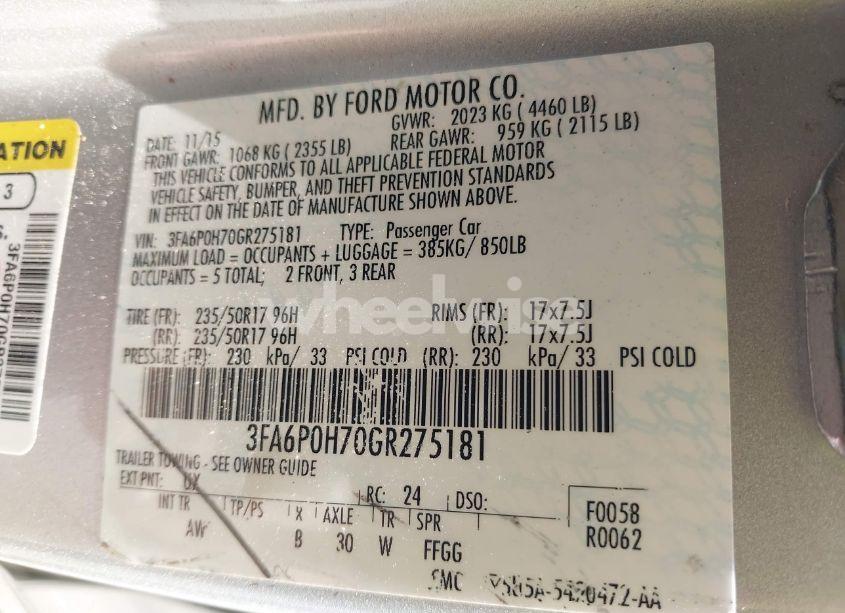 ATION
3
S.
3FA6P0H70GR
MFD. BY FORD MOTOR CO.
DATE: 11/15 GVWR: 2023 KG ( 4460 LB)
FRONT GAWR: 1068 KG ( 2355 LB) REAR GAWR: 959 KG ( 2115 LB)
THIS VEHICLE CONFORMS TO ALL APPLICABLE FEDERAL MOTOR
VEHICLE SAFETY, BUMPER, AND THEFT PREVENTION STANDARDS
IN EFFECT ON THE DATE OF MANUFACTURE SHOWN ABOVE.
VIN: 3FA6P0H70GR275181 TYPE: Passenger Car
MAXIMUM LOAD = OCCUPANTS + LUGGAGE = 385KG/ 850LB
OCCUPANTS = 5 TOTAL; 2 FRONT, 3 REAR
wheelwise
TIRE (FR): 235/50R17 96H RIMS (FR): 17x7.5J
(RR): 235/50R17 96H (RR): 17x7.5J
PRESSURE (FR): 230 kPa/ 33 PSI COLD (RR): 230 kPa/ 33 PSI COLD
3FA6P0H70GR275181
TRAILER TOWING - SEE OWNER GUIDE
EXT PNT: UX RC: 24 DSO:
INT TR TP/PS X AXLE TR SPR F0058
AW B 30 W FFGG R0062